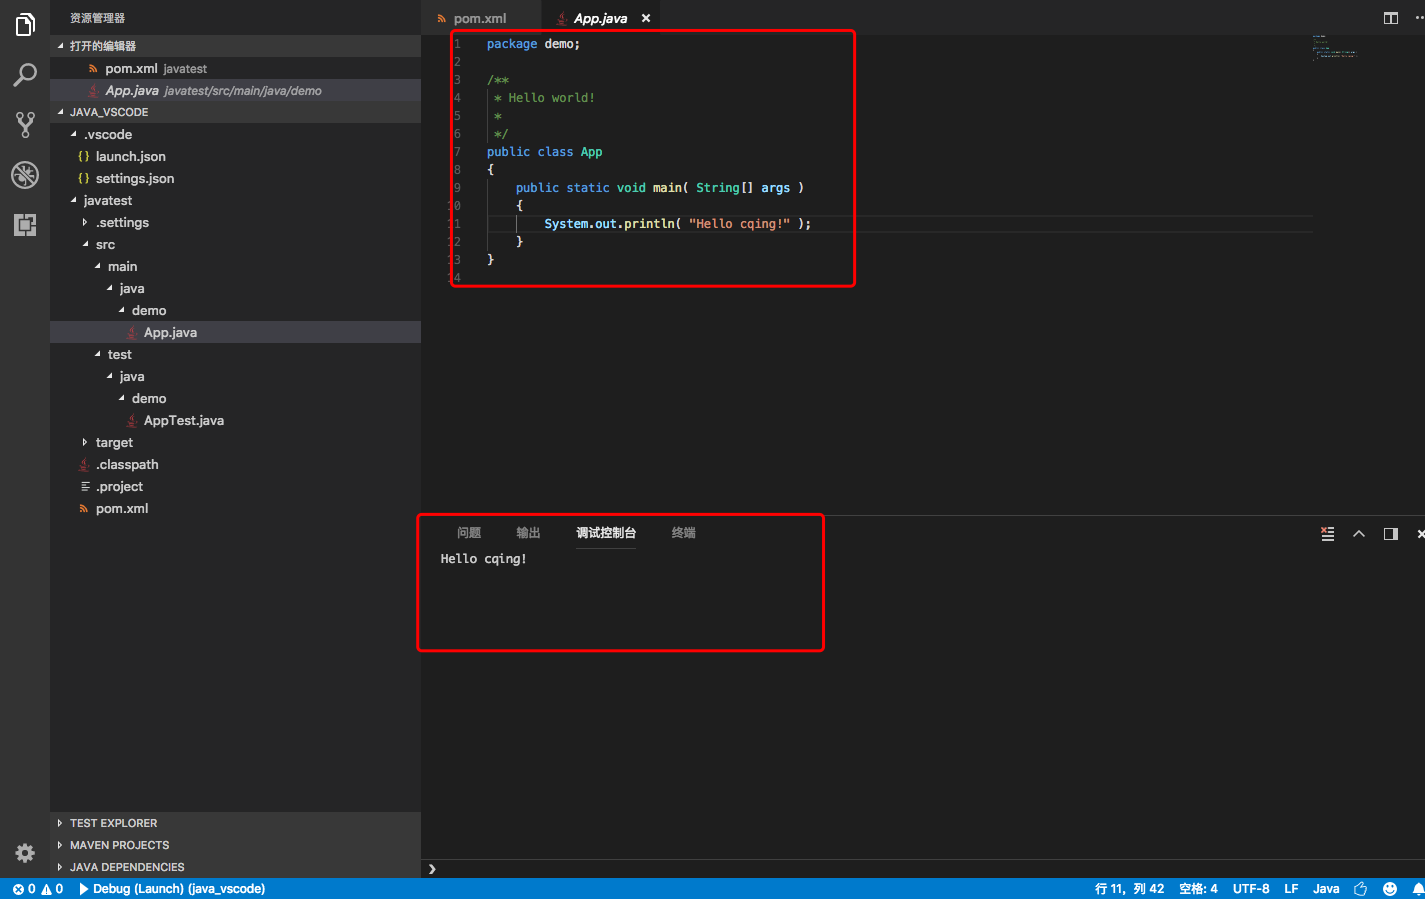 资源管理器
打开的编辑器
pom.xml javatest
App.java javatest/src/main/java/demo
JAVA_VSCODE
.vscode
{} launch.json
{} settings.json
javatest
.settings
src
main
java
demo
App.java
test
java
demo
AppTest.java
target
.classpath
.project
pom.xml
TEST EXPLORER
MAVEN PROJECTS
JAVA DEPENDENCIES
pom.xml App.java
1 package demo;
2
3 /**
4 * Hello world!
5 *
6 */
7 public class App
8 {
9 public static void main( String[] args )
10 {
11 System.out.println( "Hello cqing!" );
12 }
13 }
14
问题 输出 调试控制台 终端
Hello cqing!
0 0 Debug (Launch) (java_vscode) 行 11，列 42 空格: 4 UTF-8 LF Java